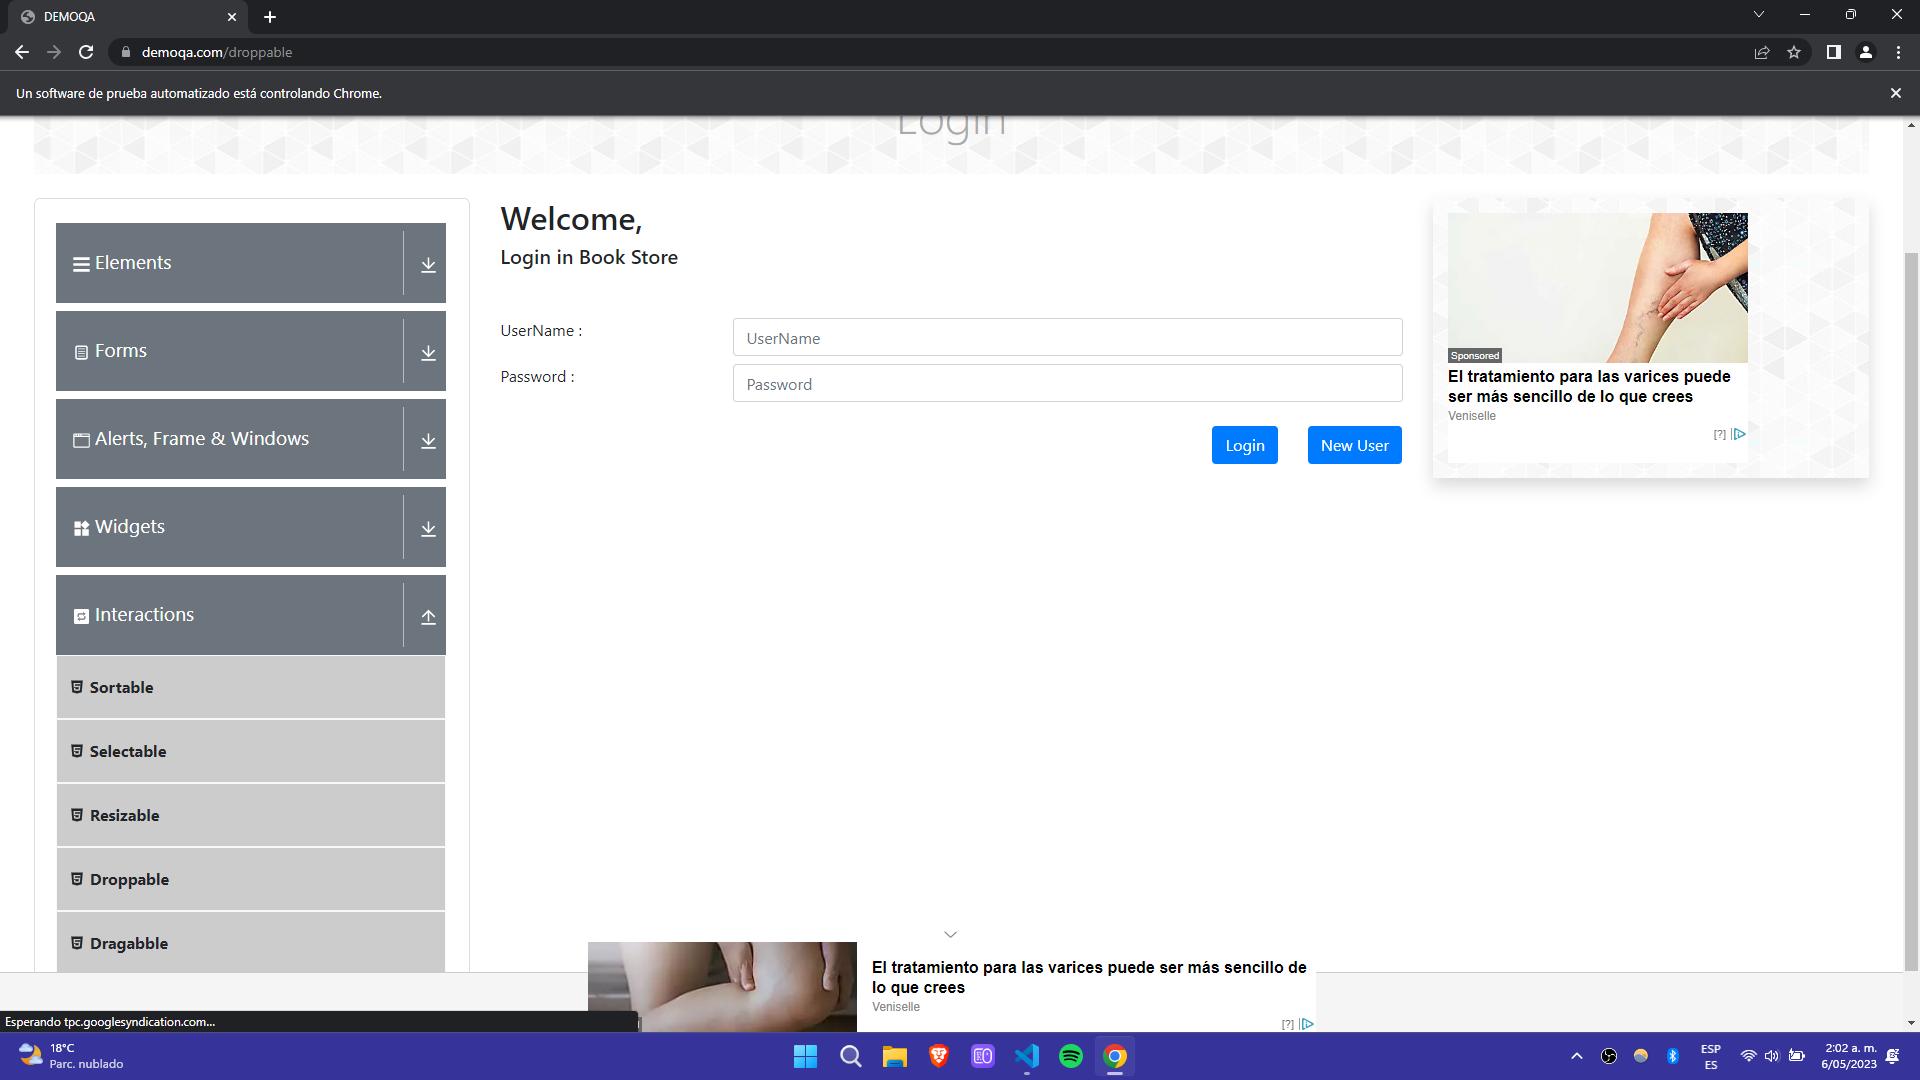 DEMOQA
demoqa.com/droppable
Un software de prueba automatizado está controlando Chrome.
Login
Elements
Forms
Alerts, Frame & Windows
Widgets
Interactions
Sortable
Selectable
Resizable
Droppable
Dragabble
Welcome,
Login in Book Store
UserName :
UserName
Password :
Password
Login
New User
Sponsored
El tratamiento para las varices puede
ser más sencillo de lo que crees
Veniselle
[?]
El tratamiento para las varices puede ser más sencillo de
lo que crees
Veniselle
[?]
Esperando tpc.googlesyndication.com...
18°C
Parc. nublado
ESP
ES
2:02 a. m.
6/05/2023